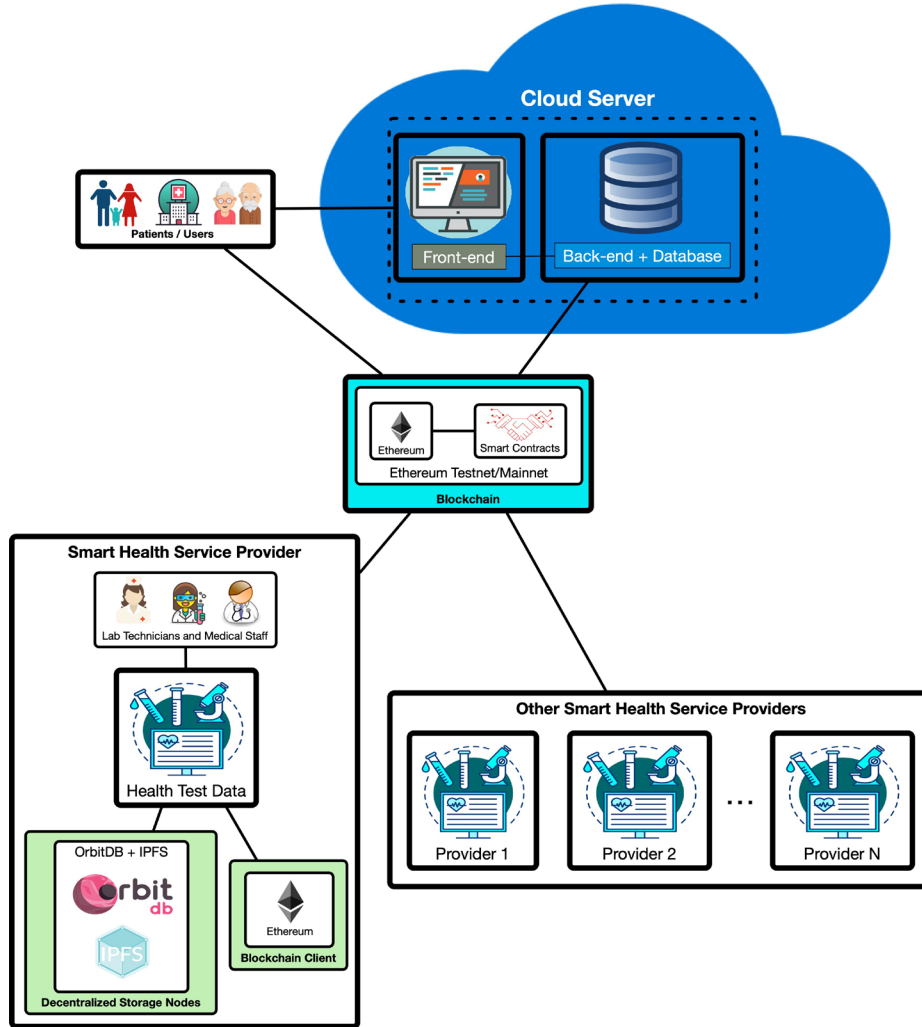 Cloud Server
Front-end
Back-end + Database
Patients / Users
Ethereum
Smart Contracts
Ethereum Testnet/Mainnet
Blockchain
Smart Health Service Provider
Lab Technicians and Medical Staff
Health Test Data
OrbitDB + IPFS
Orbit
db
IPFS
Decentralized Storage Nodes
Ethereum
Blockchain Client
Other Smart Health Service Providers
Provider 1
Provider 2
...
Provider N